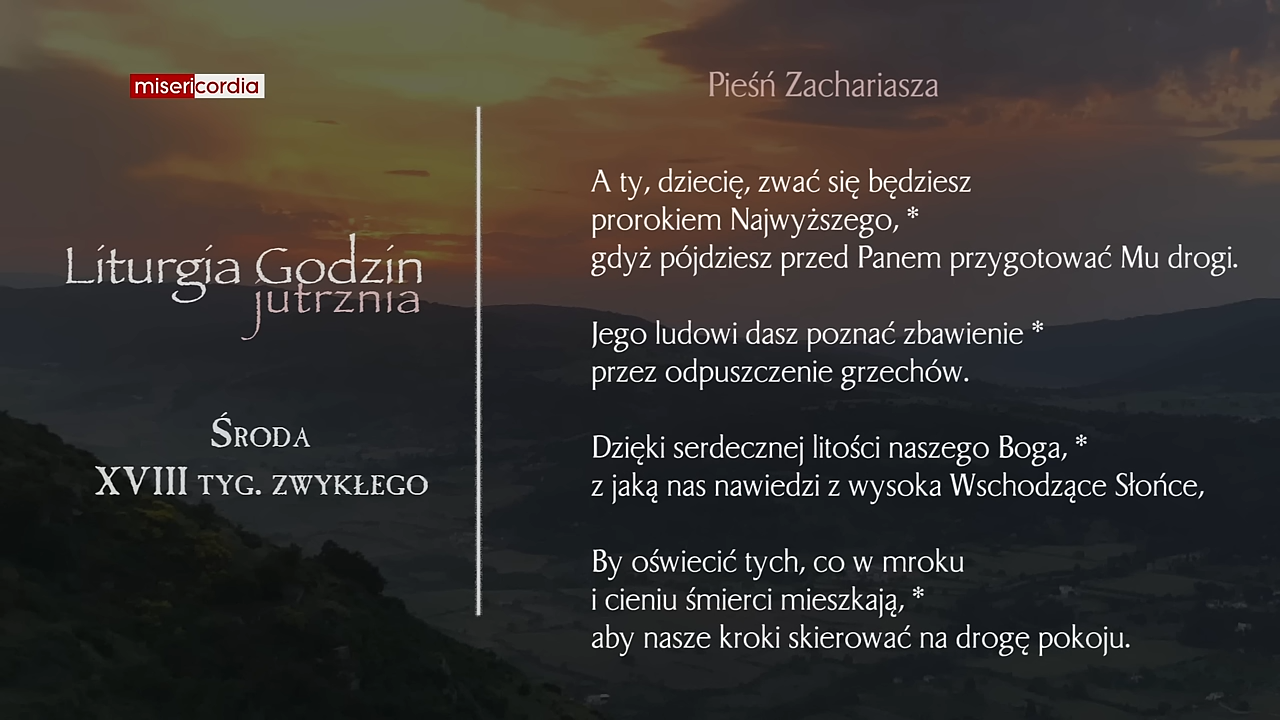 misericordia
Liturgia Godzin
jutrznia
Środa
XVIII tyg. zwykłego
Pieśń Zachariasza
A ty, dziecię, zwać się będziesz
prorokiem Najwyższego, *
gdyż pójdziesz przed Panem przygotować Mu drogi.
Jego ludowi dasz poznać zbawienie *
przez odpuszczenie grzechów.
Dzięki serdecznej litości naszego Boga, *
z jaką nas nawiedzi z wysoka Wschodzące Słońce,
By oświecić tych, co w mroku
i cieniu śmierci mieszkają, *
aby nasze kroki skierować na drogę pokoju.